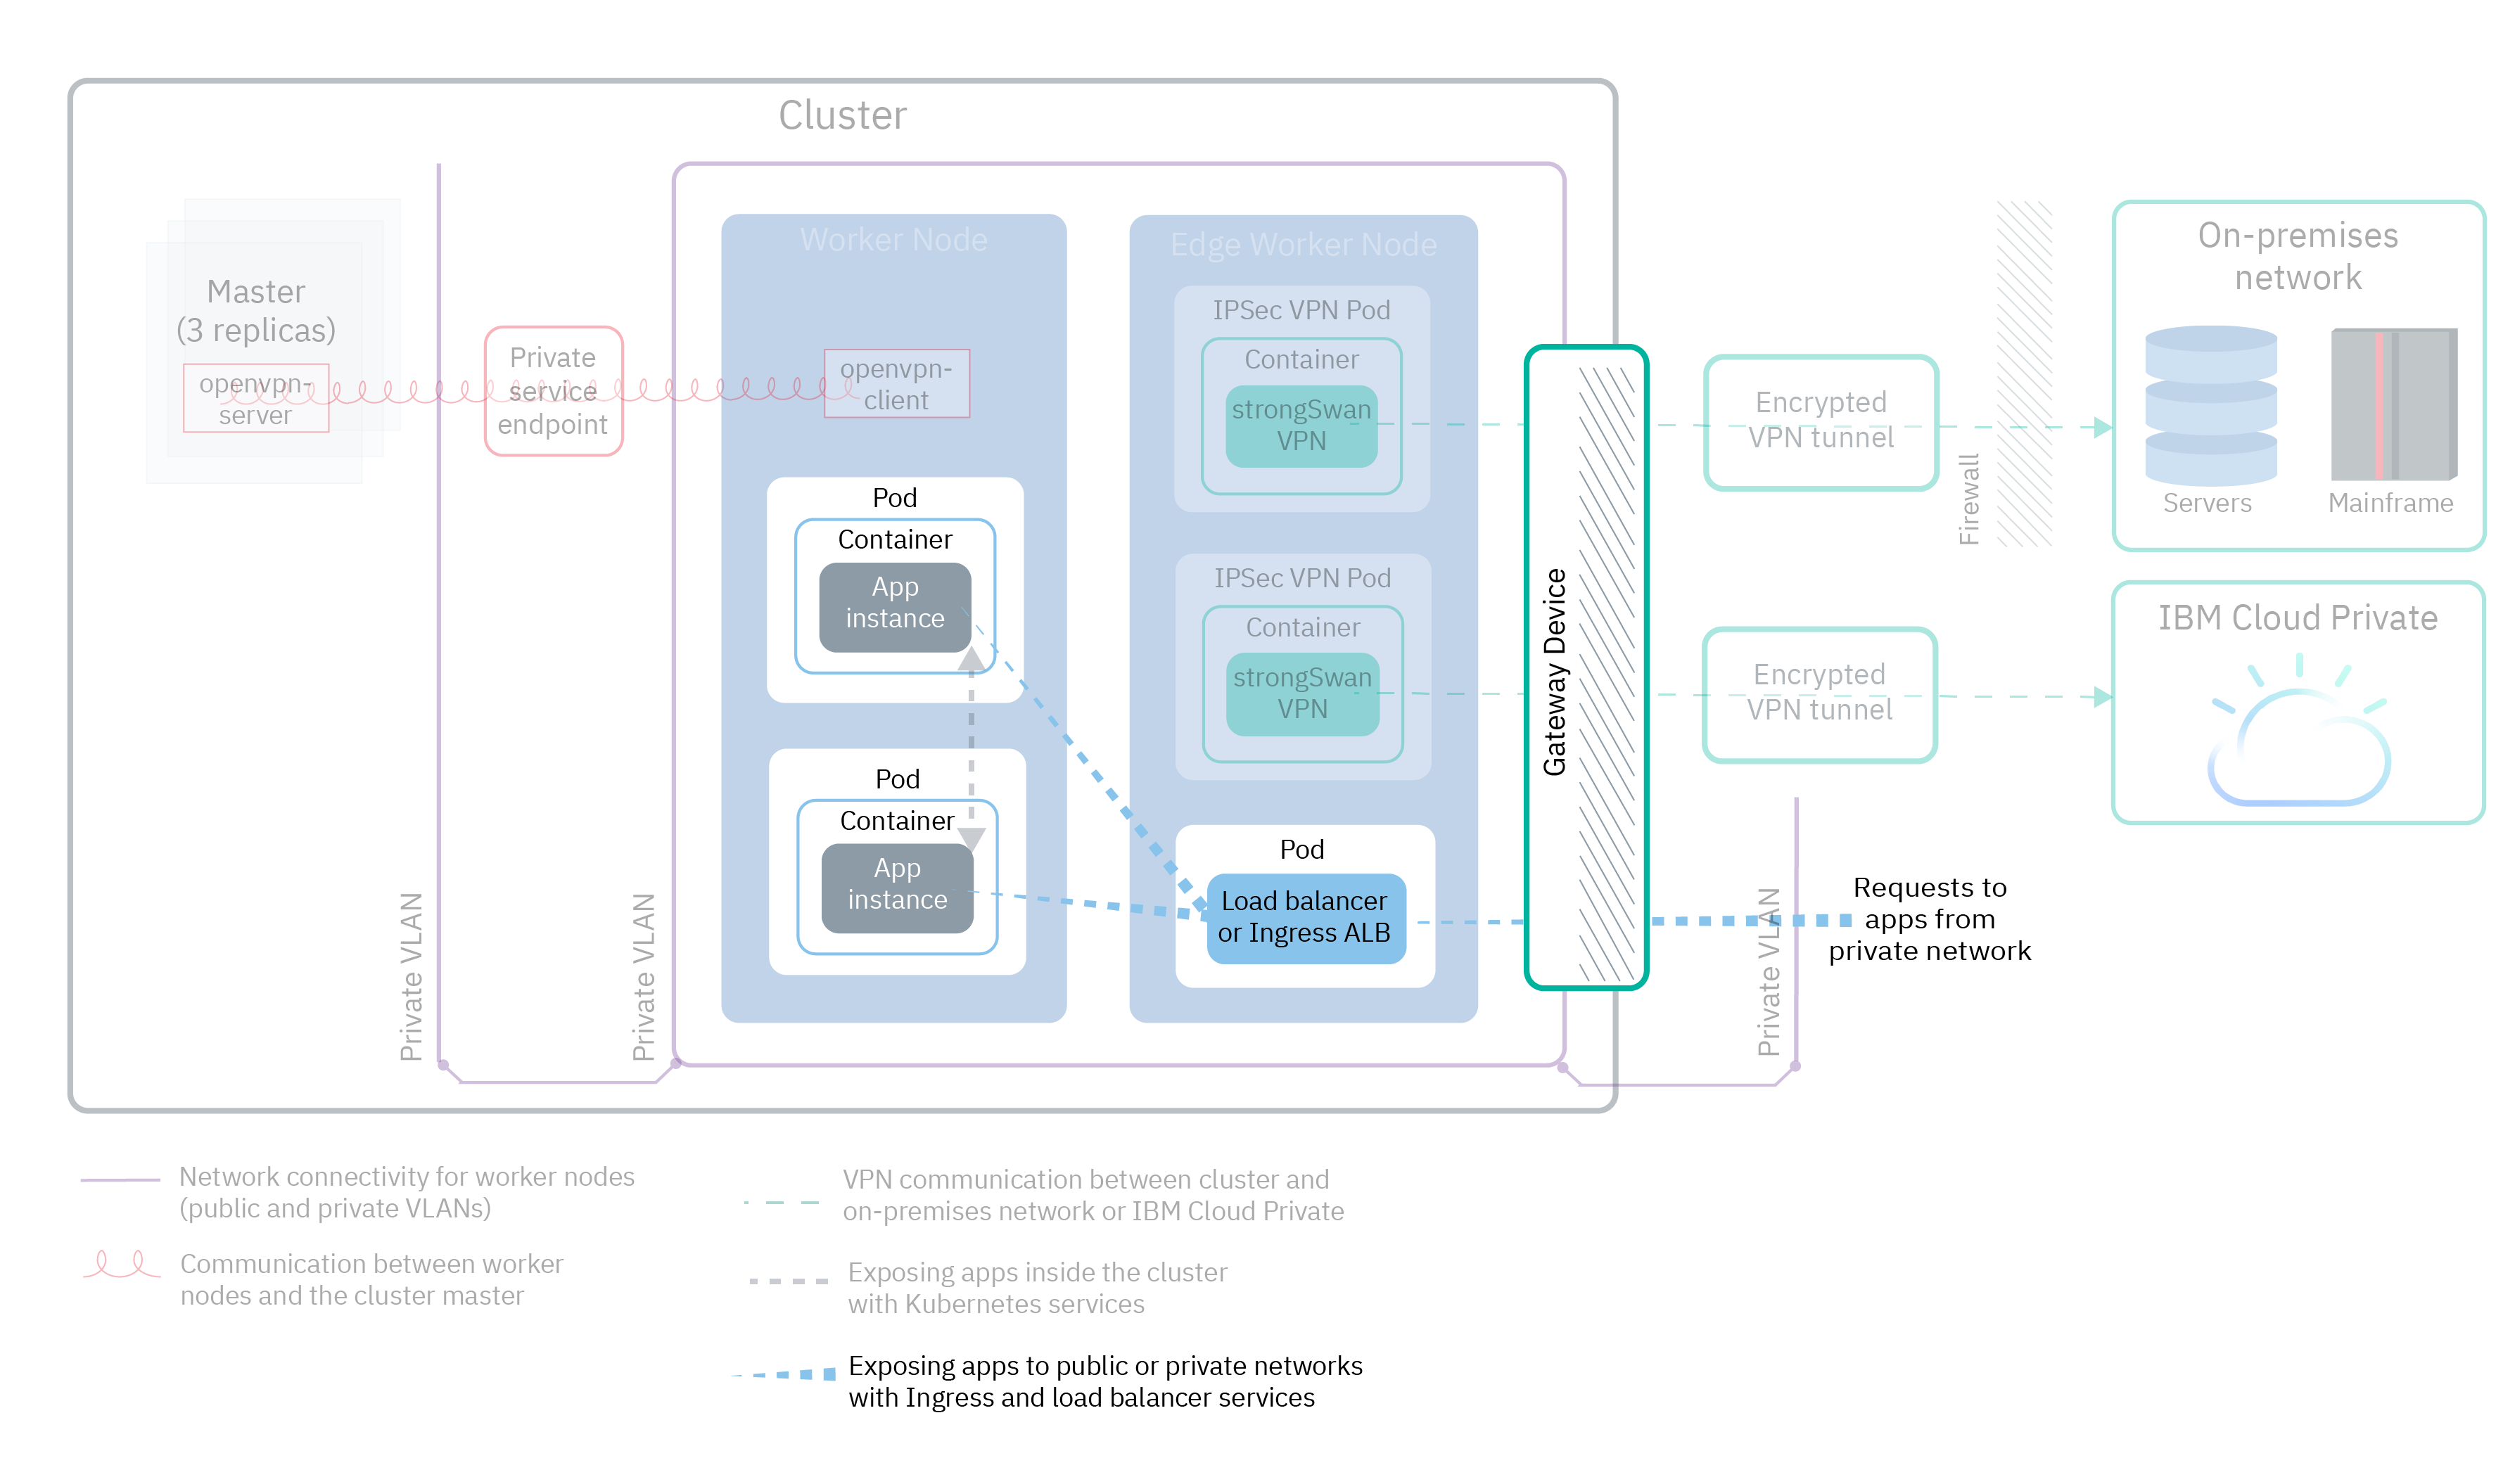 Cluster
Master
(3 replicas)
openvpn-
server
Private
service
endpoint
Private VLAN
Private VLAN
Worker Node
openvpn-
client
Pod
Container
App
instance
Pod
Container
App
instance
Edge Worker Node
IPSec VPN Pod
Container
strongSwan
VPN
IPSec VPN Pod
Container
strongSwan
VPN
Pod
Load balancer
or Ingress ALB
Gateway Device
Encrypted
VPN tunnel
Encrypted
VPN tunnel
Firewall
On-premises
network
Servers
Mainframe
IBM Cloud Private
Private VLAN
Requests to
apps from
private network
Network connectivity for worker nodes
(public and private VLANs)
Communication between worker
nodes and the cluster master
VPN communication between cluster and
on-premises network or IBM Cloud Private
Exposing apps inside the cluster
with Kubernetes services
Exposing apps to public or private networks
with Ingress and load balancer services